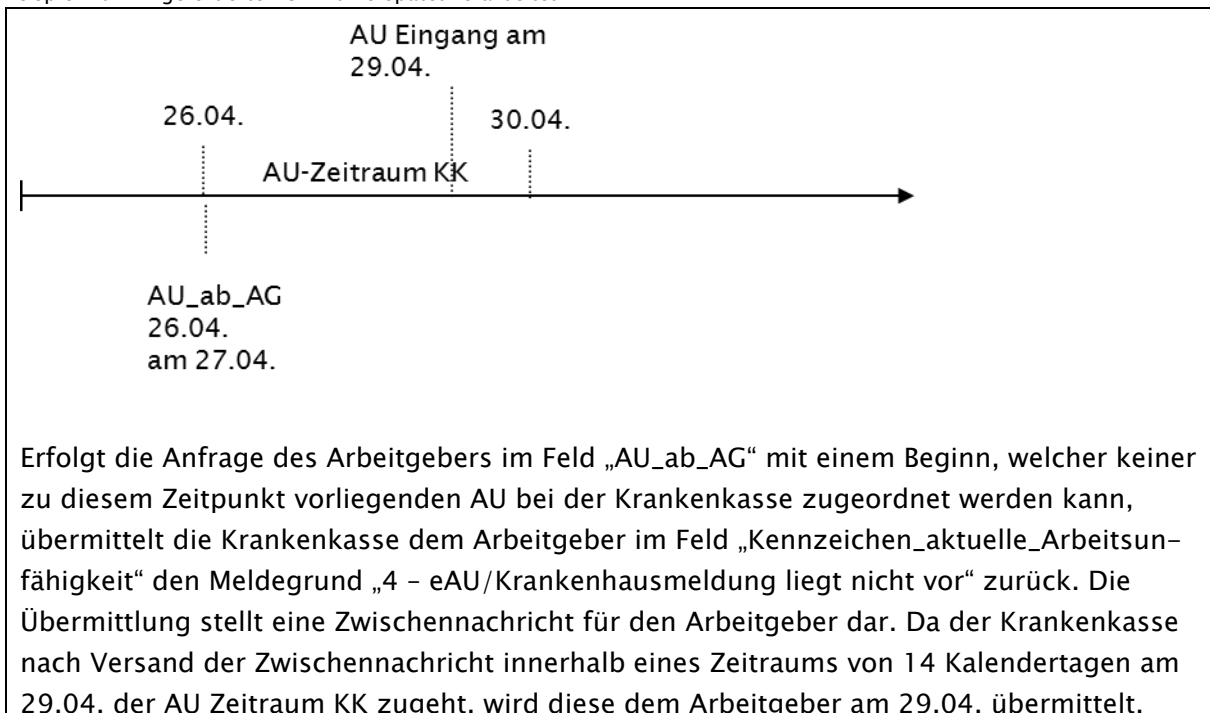 AU Eingang am
29.04.
26.04.
30.04.
AU-Zeitraum KK
AU_ab_AG
26.04.
am 27.04.
Erfolgt die Anfrage des Arbeitgebers im Feld „AU_ab_AG“ mit einem Beginn, welcher keiner
zu diesem Zeitpunkt vorliegenden AU bei der Krankenkasse zugeordnet werden kann,
übermittelt die Krankenkasse dem Arbeitgeber im Feld „Kennzeichen_aktuelle_Arbeitsun-
fähigkeit“ den Meldegrund „4 – eAU/Krankenhausmeldung liegt nicht vor“ zurück. Die
Übermittlung stellt eine Zwischennachricht für den Arbeitgeber dar. Da der Krankenkasse
nach Versand der Zwischennachricht innerhalb eines Zeitraums von 14 Kalendertagen am
29.04. der AU Zeitraum KK zugeht, wird diese dem Arbeitgeber am 29.04. übermittelt.